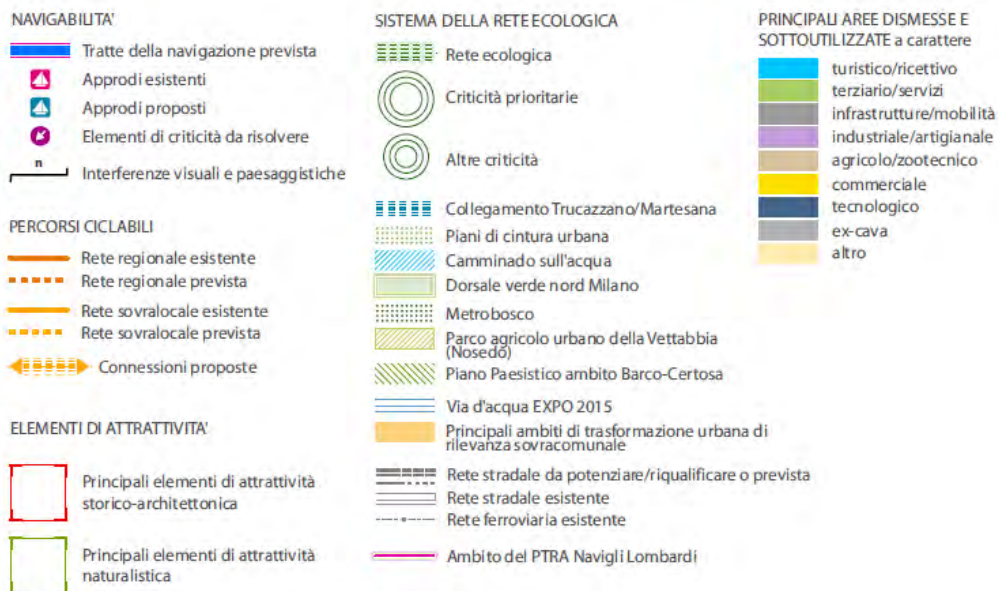 NAVIGABILITA'
Tratte della navigazione prevista
Approdi esistenti
Approdi proposti
Elementi di criticità da risolvere
n
Interferenze visuali e paesaggistiche
PERCORSI CICLABILI
Rete regionale esistente
Rete regionale prevista
Rete sovralocale esistente
Rete sovralocale prevista
Connessioni proposte
ELEMENTI DI ATTRATTIVITA'
Principali elementi di attrattività
storico-architettonica
Principali elementi di attrattività
naturalistica
SISTEMA DELLA RETE ECOLOGICA
Rete ecologica
Criticità prioritarie
Altre criticità
Collegamento Trucazzano/Martesana
Piani di cintura urbana
Camminado sull'acqua
Dorsale verde nord Milano
Metrobosco
Parco agricolo urbano della Vettabbia
(Nosedo)
Piano Paesistico ambito Barco-Certosa
Via d'acqua EXPO 2015
Principali ambiti di trasformazione urbana di
rilevanza sovracomunale
Rete stradale da potenziare/riqualificare o prevista
Rete stradale esistente
Rete ferroviaria esistente
Ambito del PTRA Navigli Lombardi
PRINCIPALI AREE DISMESSE E
SOTTOUTILIZZATE a carattere
turistico/ricettivo
terziario/servizi
infrastrutture/mobilità
industriale/artigianale
agricolo/zootecnico
commerciale
tecnologico
ex-cava
altro